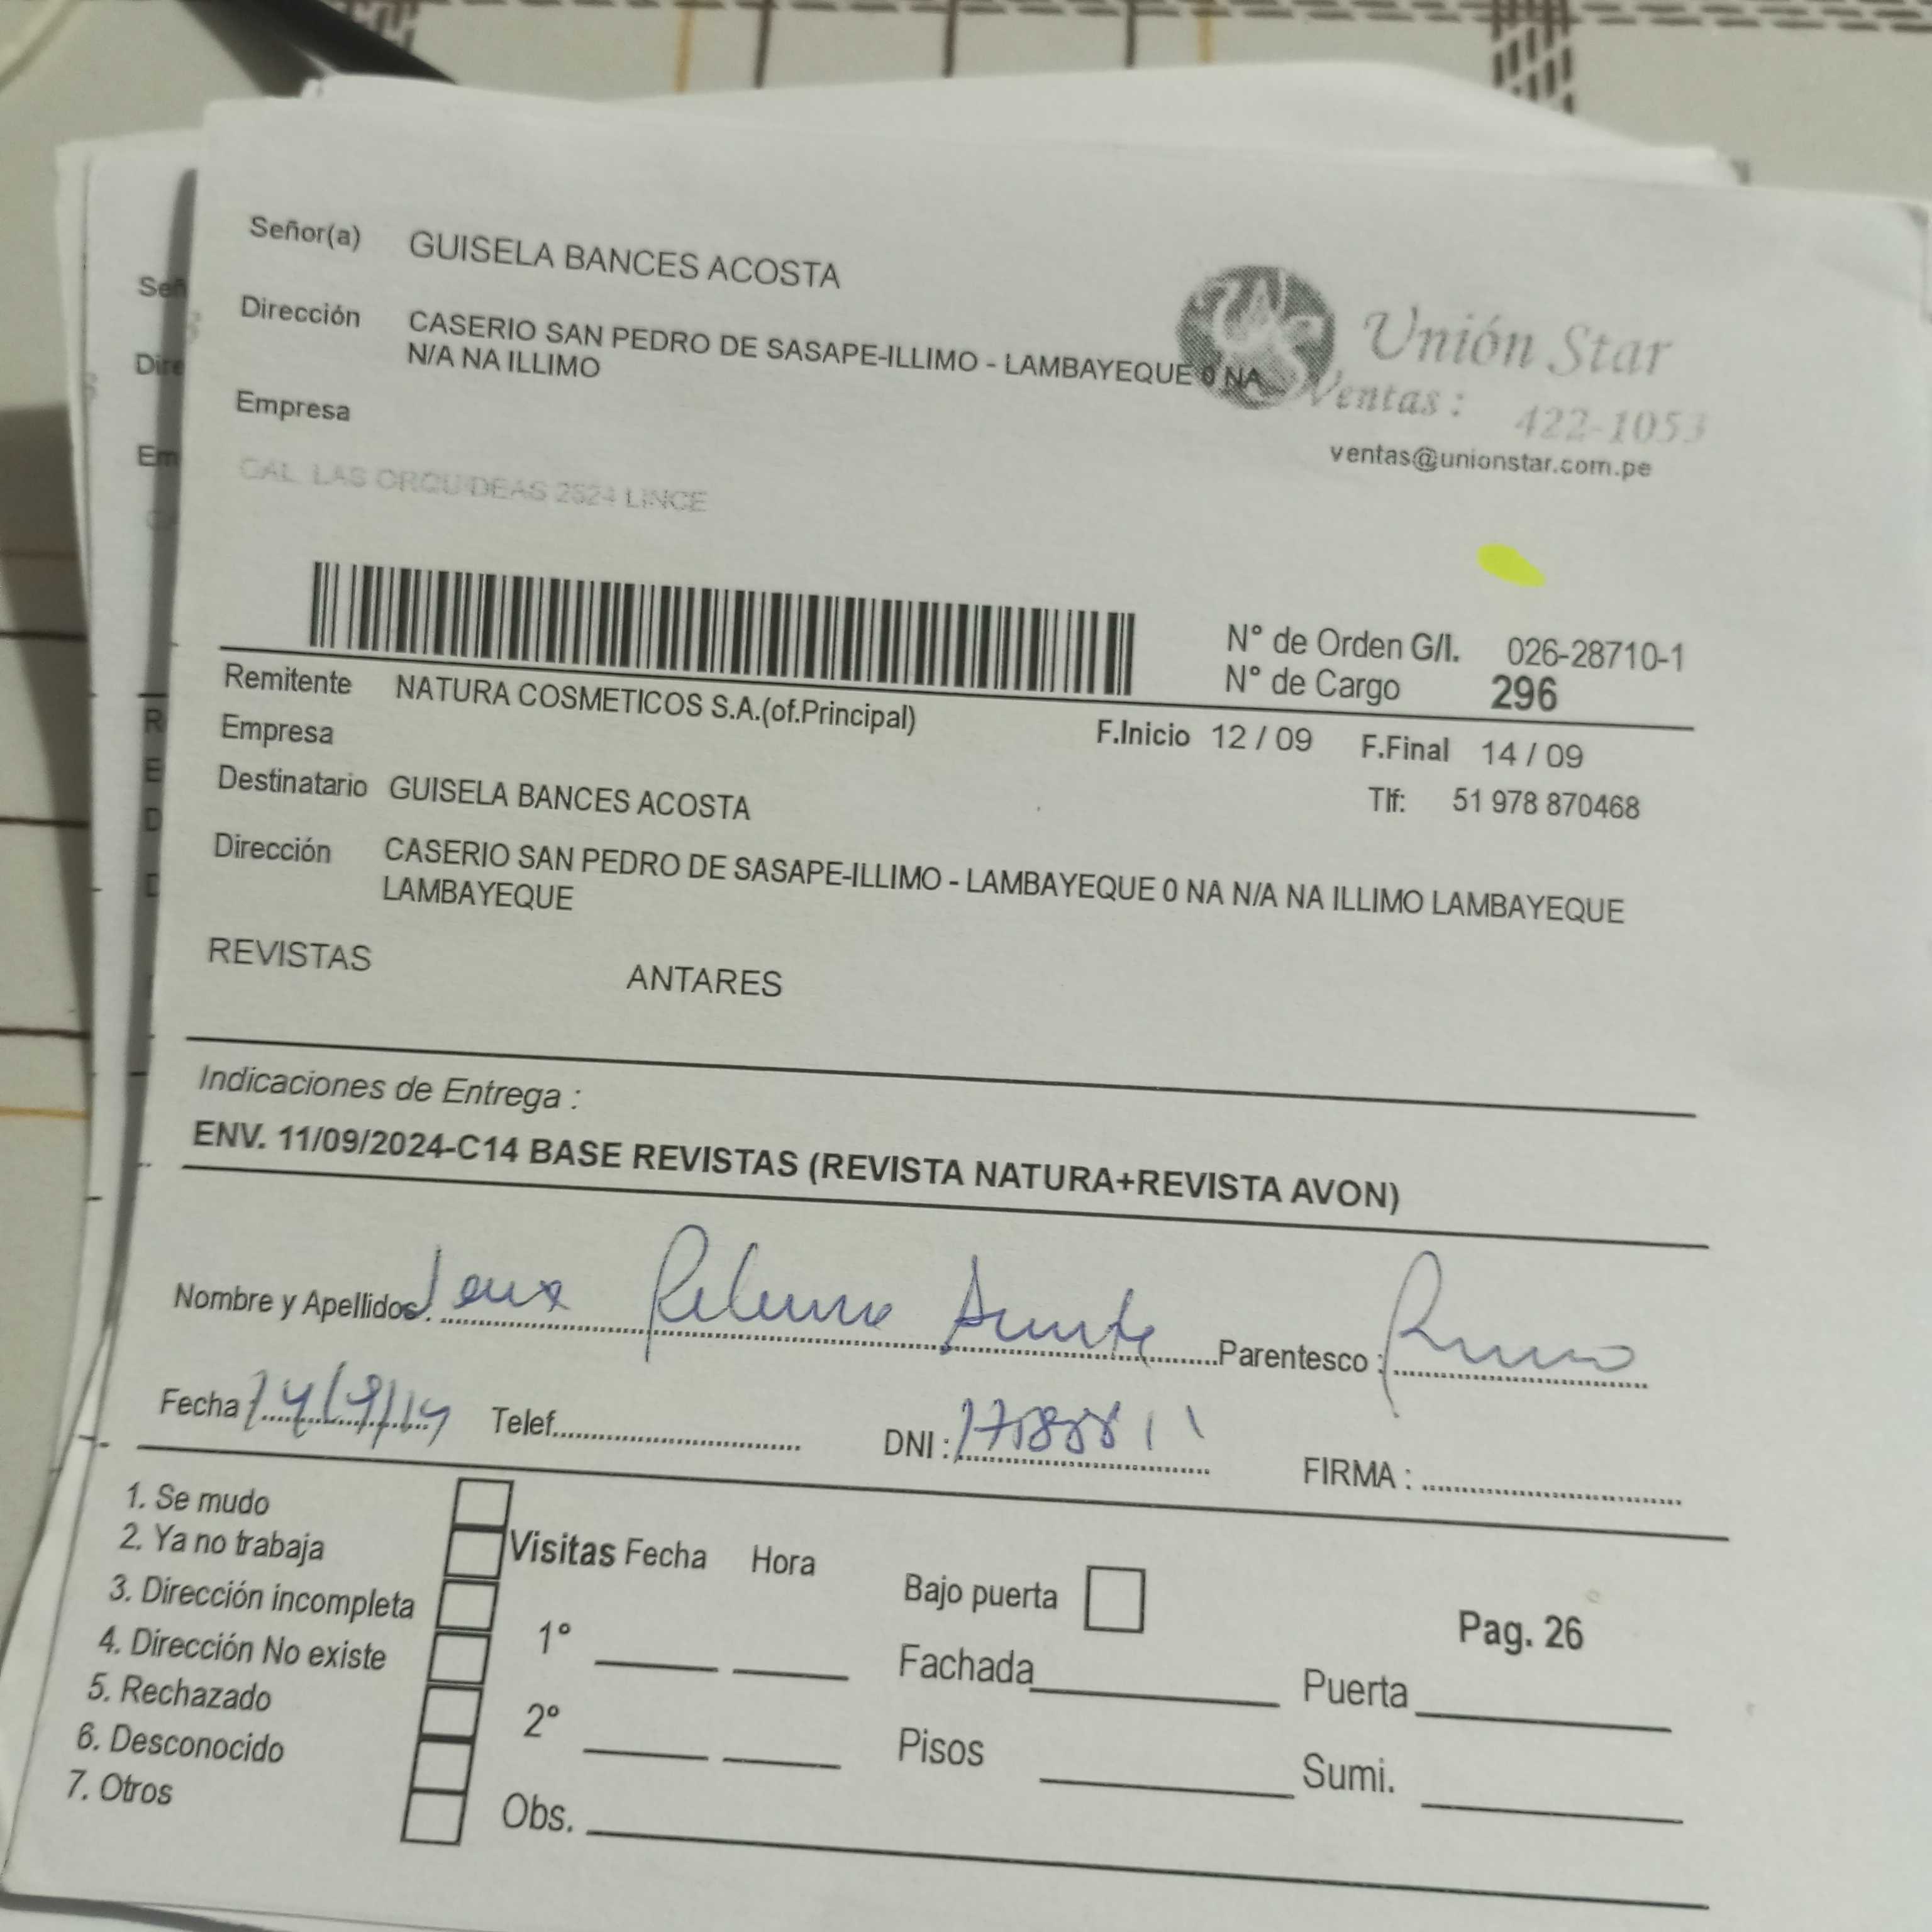 Señor(a) GUISELA BANCES ACOSTA
Dirección CASERIO SAN PEDRO DE SASAPE-ILLIMO - LAMBAYEQUE 0 NA
N/A NA ILLIMO
Unión Star
Ventas: 422-1053
ventas@unionstar.com.pe
Empresa
CAL LAS ORQUIDEAS 2624 LINCE
N° de Orden G/I. 026-28710-1
N° de Cargo 296
Remitente NATURA COSMETICOS S.A.(of.Principal)
F.Inicio 12 / 09 F.Final 14 / 09
Empresa
Destinatario GUISELA BANCES ACOSTA
Tlf: 51 978 870468
Dirección CASERIO SAN PEDRO DE SASAPE-ILLIMO - LAMBAYEQUE 0 NA N/A NA ILLIMO LAMBAYEQUE
LAMBAYEQUE
REVISTAS ANTARES
Indicaciones de Entrega :
ENV. 11/09/2024-C14 BASE REVISTAS (REVISTA NATURA+REVISTA AVON)
Nombre y Apellidos: Parentesco :
Fecha Telef. DNI : FIRMA :
1. Se mudo
2. Ya no trabaja
3. Dirección incompleta
4. Dirección No existe
5. Rechazado
6. Desconocido
7. Otros
Visitas Fecha Hora
1°
2°
Obs.
Bajo puerta
Pag. 26
Fachada Puerta
Pisos Sumi.